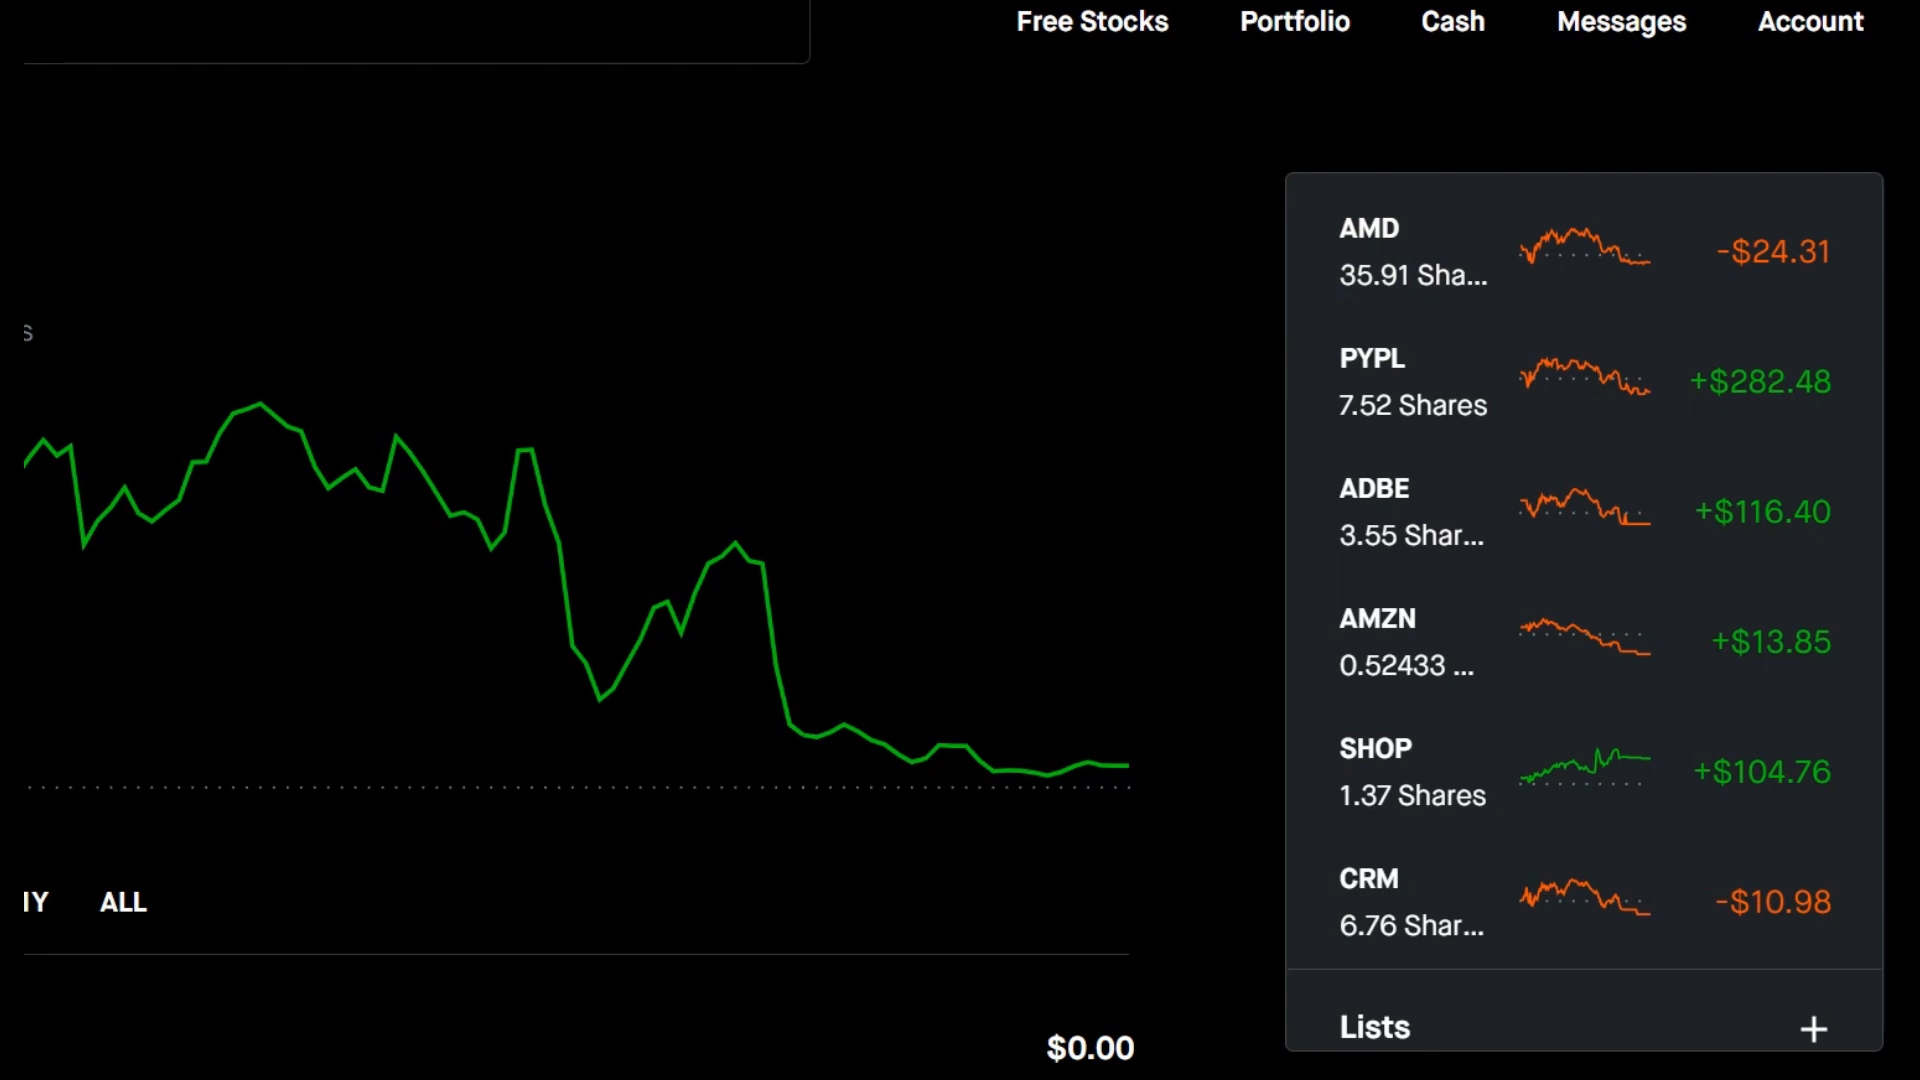 Free Stocks Portfolio Cash Messages Account
s
AMD
35.91 Sha...
-$24.31
PYPL
7.52 Shares
+$282.48
ADBE
3.55 Shar...
+$116.40
AMZN
0.52433 ...
+$13.85
SHOP
1.37 Shares
+$104.76
CRM
6.76 Shar...
-$10.98
1Y ALL
Lists +
$0.00